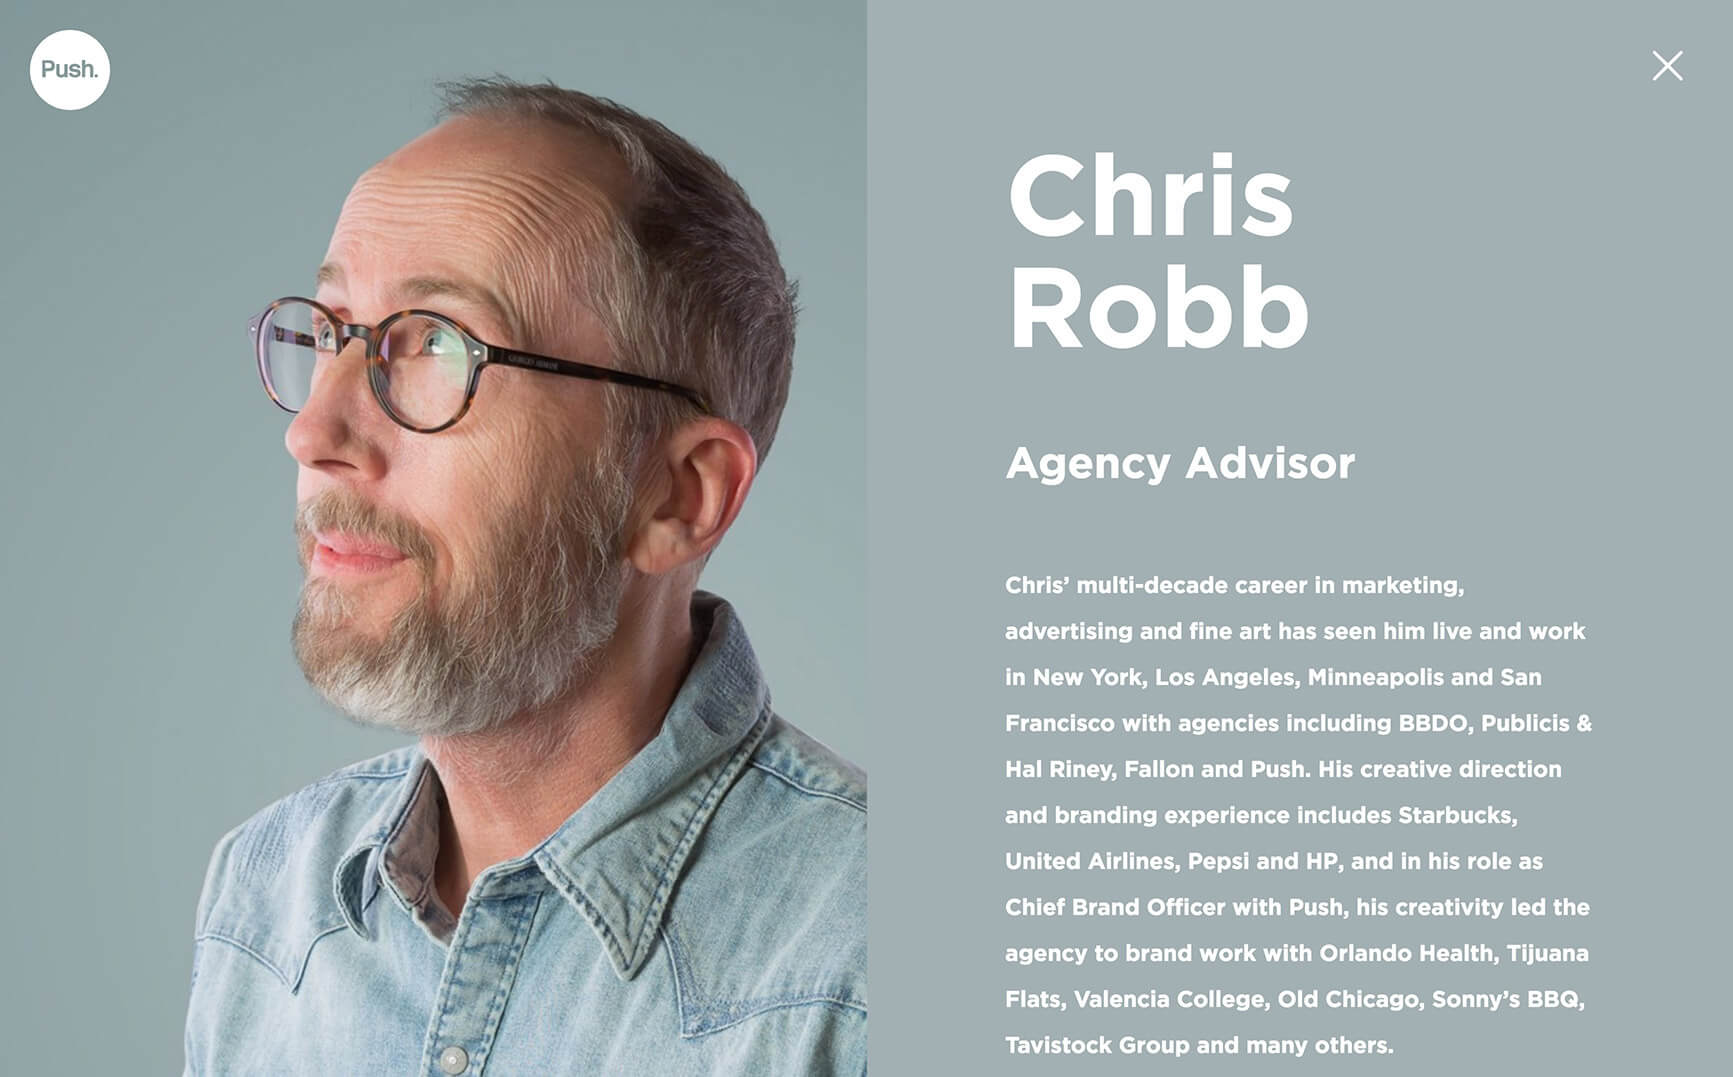 Push.
Chris
Robb
Agency Advisor
Chris’ multi-decade career in marketing,
advertising and fine art has seen him live and work
in New York, Los Angeles, Minneapolis and San
Francisco with agencies including BBDO, Publicis &
Hal Riney, Fallon and Push. His creative direction
and branding experience includes Starbucks,
United Airlines, Pepsi and HP, and in his role as
Chief Brand Officer with Push, his creativity led the
agency to brand work with Orlando Health, Tijuana
Flats, Valencia College, Old Chicago, Sonny’s BBQ,
Tavistock Group and many others.